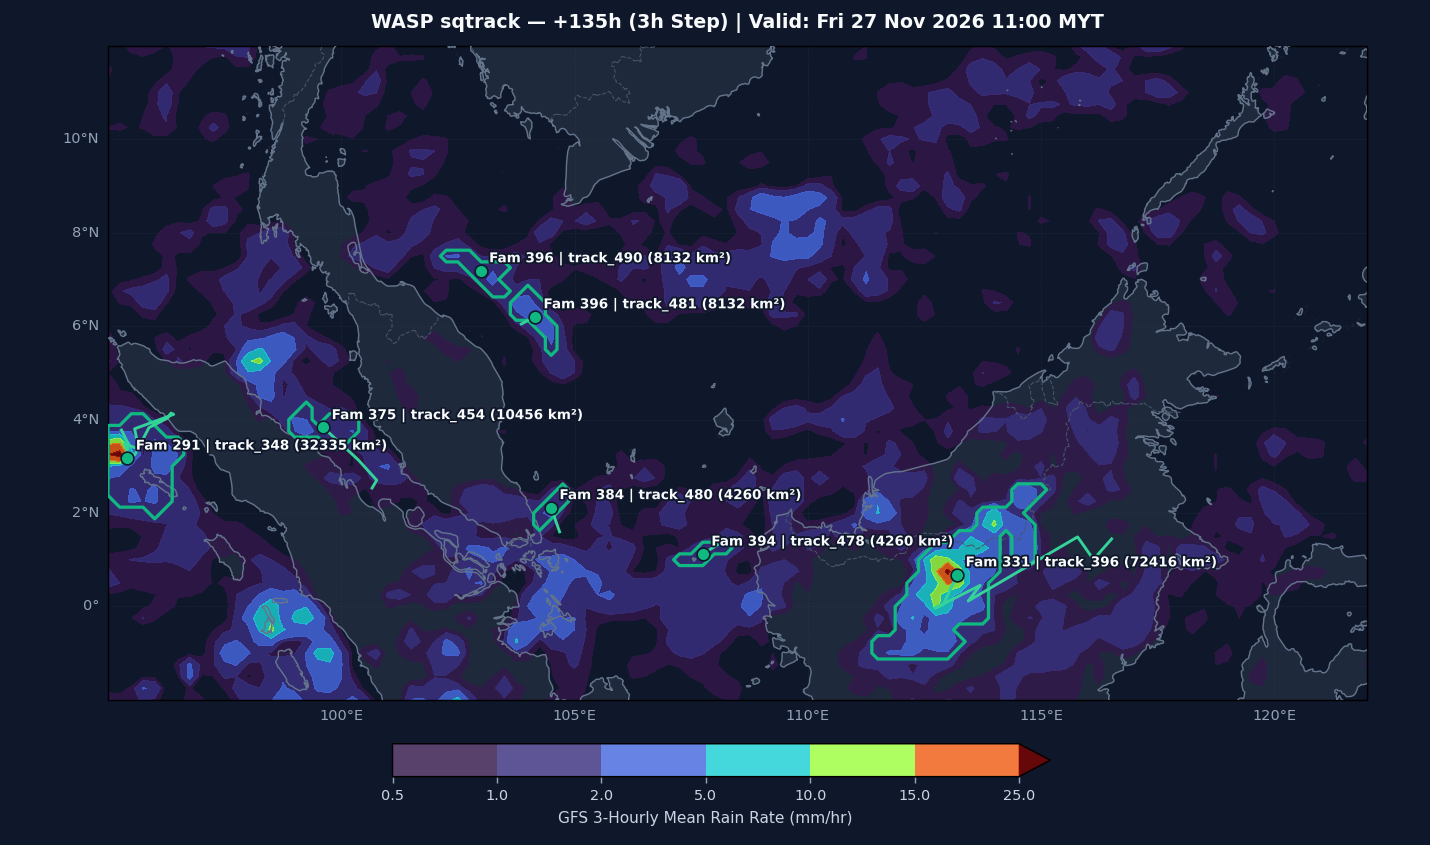 WASP sqtrack — +135h (3h Step) | Valid: Fri 27 Nov 2026 11:00 MYT
10°N
8°N
6°N
4°N
2°N
0°
Fam 396 | track_490 (8132 km²)
Fam 396 | track_481 (8132 km²)
Fam 375 | track_454 (10456 km²)
Fam 291 | track_348 (32335 km²)
Fam 384 | track_480 (4260 km²)
Fam 394 | track_478 (4260 km²)
Fam 331 | track_396 (72416 km²)
100°E 105°E 110°E 115°E 120°E
0.5 1.0 2.0 5.0 10.0 15.0 25.0
GFS 3-Hourly Mean Rain Rate (mm/hr)